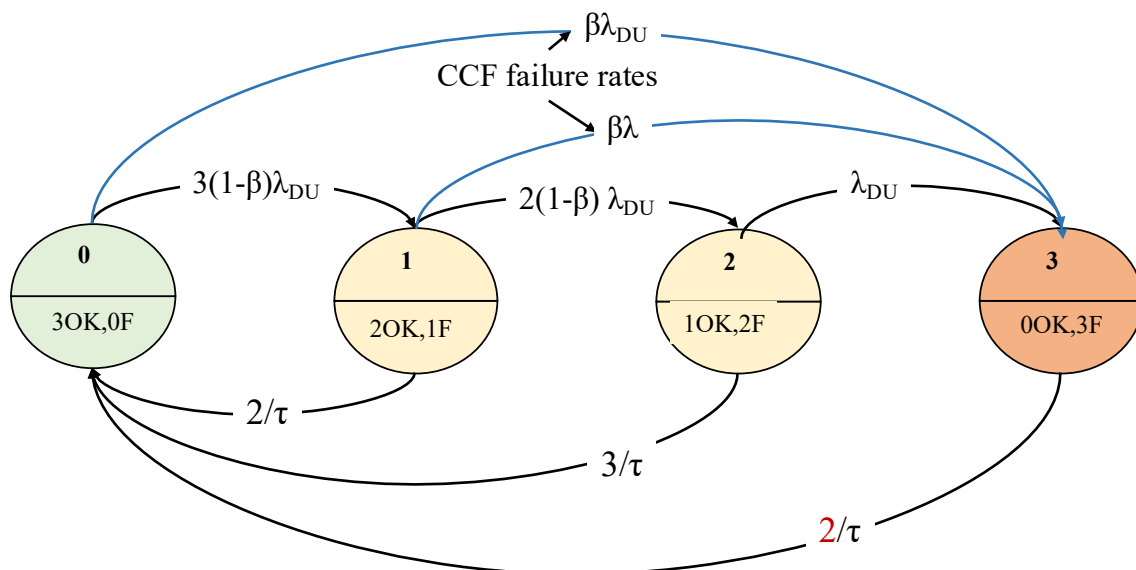 βλDU
CCF failure rates
βλ
3(1-β)λDU
2(1-β) λDU
λDU
0
3OK,0F
1
2OK,1F
2
1OK,2F
3
0OK,3F
2/τ
3/τ
2/τ